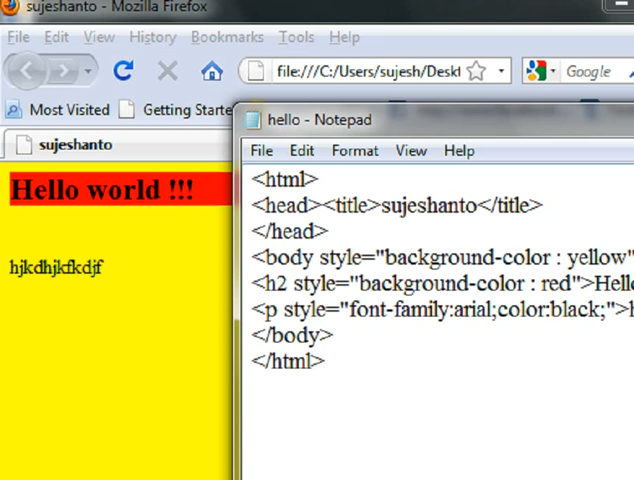 sujeshanto - Mozilla Firefox
File Edit View History Bookmarks Tools Help
file:///C:/Users/sujesh/Deskt
Google
Most Visited Getting Starte
sujeshanto
Hello world !!!
hjkdhjkfkdjf
hello - Notepad
File Edit Format View Help
<html>
<head><title>sujeshanto</title>
</head>
<body style="background-color : yellow"
<h2 style="background-color : red">Hello
<p style="font-family:arial;color:black;">h
</body>
</html>